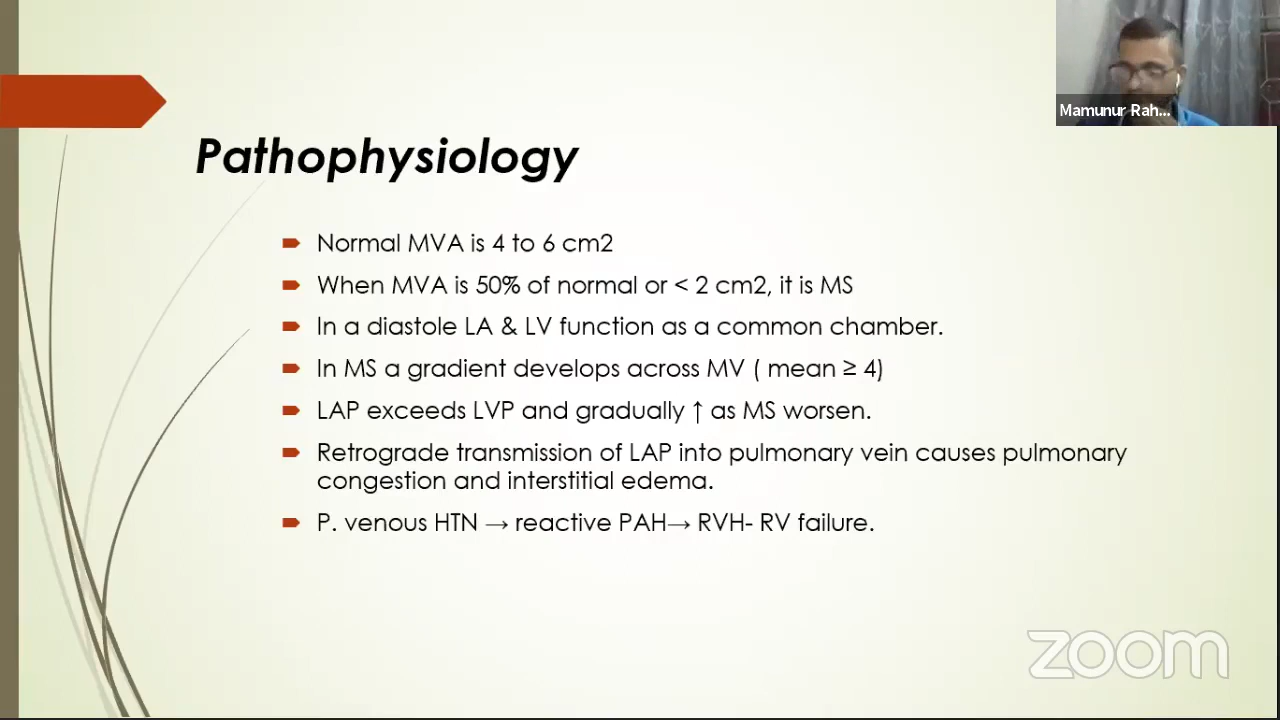 Mamunur Rah...
Pathophysiology
Normal MVA is 4 to 6 cm2
When MVA is 50% of normal or < 2 cm2, it is MS
In a diastole LA & LV function as a common chamber.
In MS a gradient develops across MV ( mean ≥ 4)
LAP exceeds LVP and gradually ↑ as MS worsen.
Retrograde transmission of LAP into pulmonary vein causes pulmonary
congestion and interstitial edema.
P. venous HTN → reactive PAH→ RVH- RV failure.
zoom